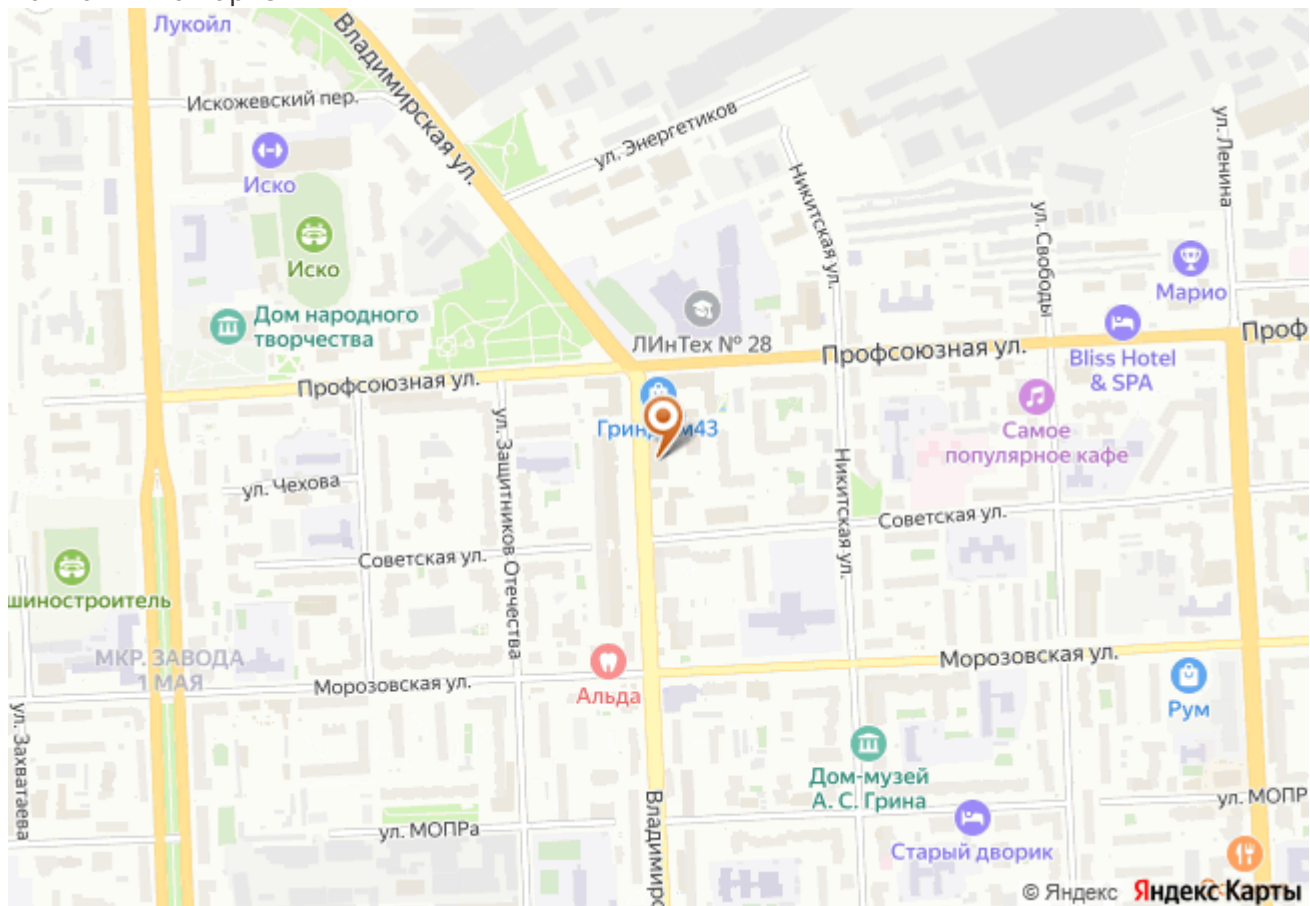 Лукойл
Владимирская ул.
Искожевский пер.
ул. Энергетиков
ул. Ленина
Иско
Никитская ул.
ул. Свободы
Иско
Марио
Дом народного
творчества
ЛИнТех № 28
Профсоюзная ул.
Проф
Bliss Hotel
& SPA
Профсоюзная ул.
Самое
популярное кафе
ул. Защитников Отечества
ул. Чехова
Никитская ул.
Советская ул.
Советская ул.
шиностроитель
МКР. ЗАВОДА
1 МАЯ
Морозовская ул.
Морозовская ул.
Альда
Рум
ул. Захватаева
Дом-музей
А. С. Грина
ул. МОПР
ул. МОПРа
Владимирс
Старый дворик
© Яндекс Яндекс Карты